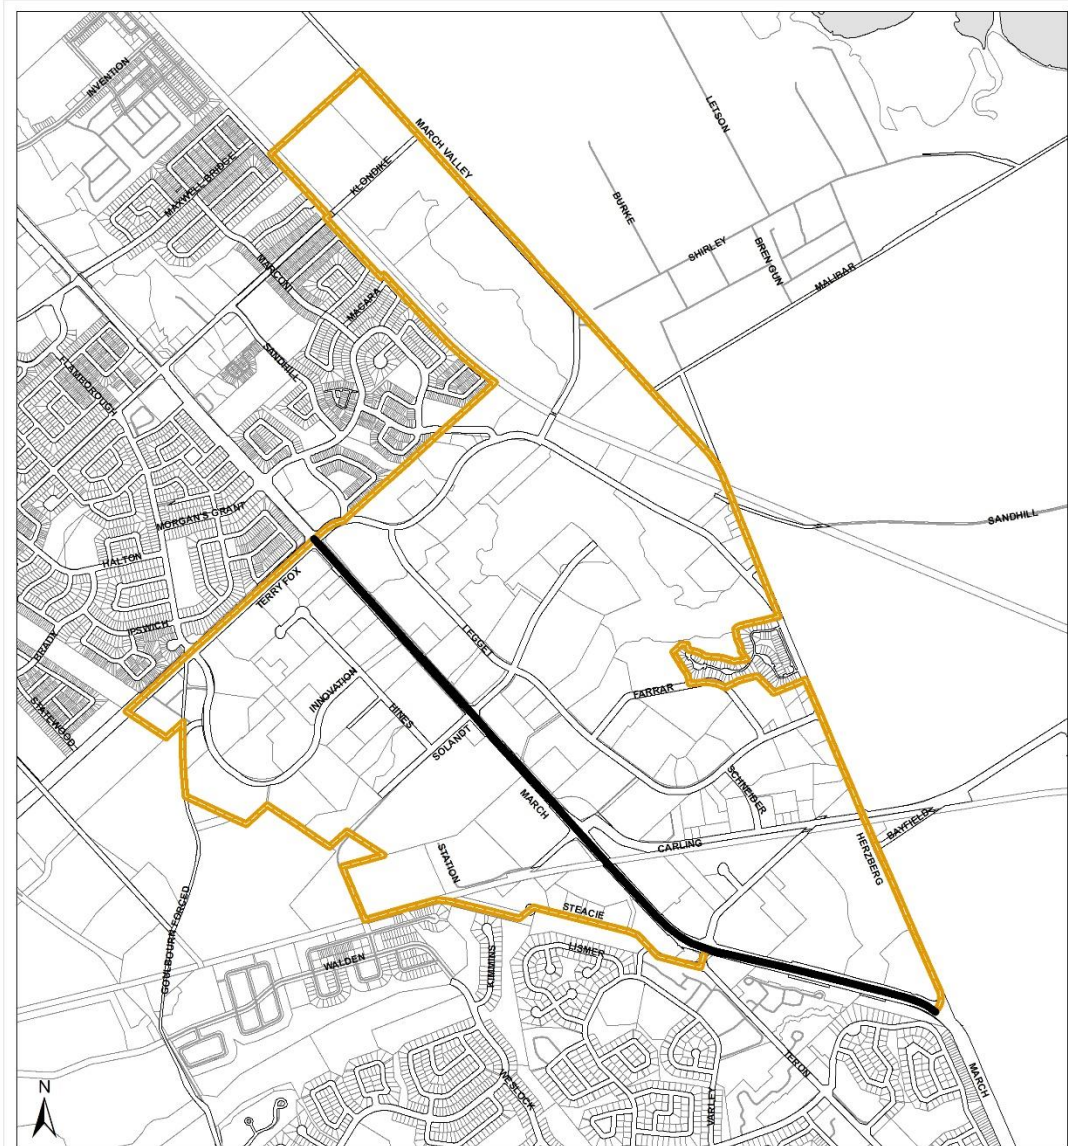 INVENTION
MAXWELL BRIDGE
MARCH VALLEY
KLONDIKE
LETSON
BURKE
SHIRLEY
BREN GUN
MALIBAR
MARCONI
MAGARA
SANDHILL
FLAMBOROUGH
MORGAN'S GRANT
HALTON
TERRY FOX
IPSWICH
BRADY
STATEWOOD
SANDHILL
LEGGET
INNOVATION
HINES
SOLANDT
FARRAR
MARCH
SCHNEIDER
CARLING
BAYFIELD
HERZBERG
STATION
STEACIE
GOULBOURN FORCED
WALDEN
KIMMINS
LISMER
WESLOCK
VARLEY
TERON
MARCH
N